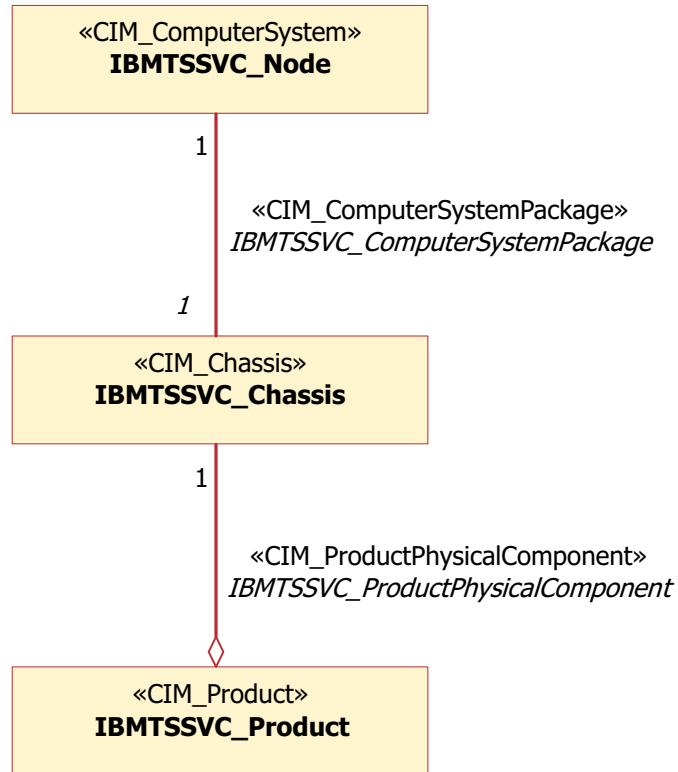 «CIM_ComputerSystem»
IBMTSSVC_Node
1
«CIM_ComputerSystemPackage»
IBMTSSVC_ComputerSystemPackage
1
«CIM_Chassis»
IBMTSSVC_Chassis
1
«CIM_ProductPhysicalComponent»
IBMTSSVC_ProductPhysicalComponent
«CIM_Product»
IBMTSSVC_Product